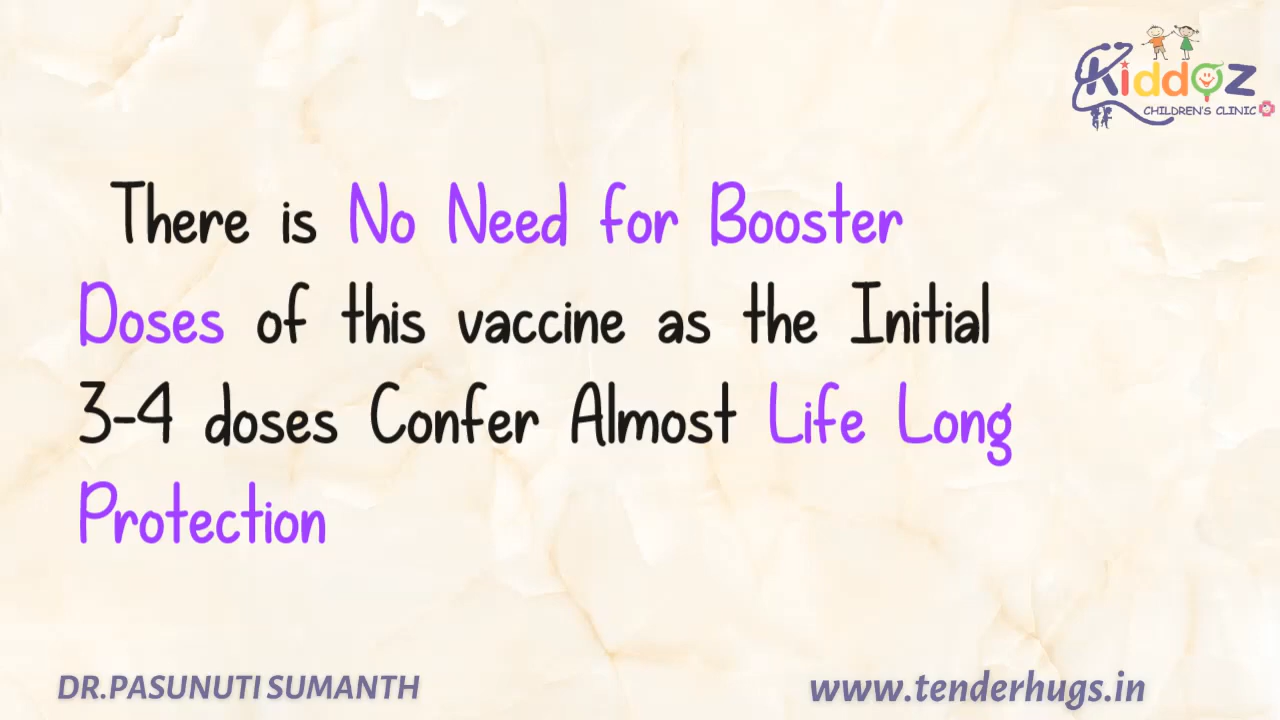 Kiddoz
CHILDREN'S CLINIC
There is No Need for Booster
Doses of this vaccine as the Initial
3-4 doses Confer Almost Life Long
Protection
DR.PASUNUTI SUMANTH
www.tenderhugs.in